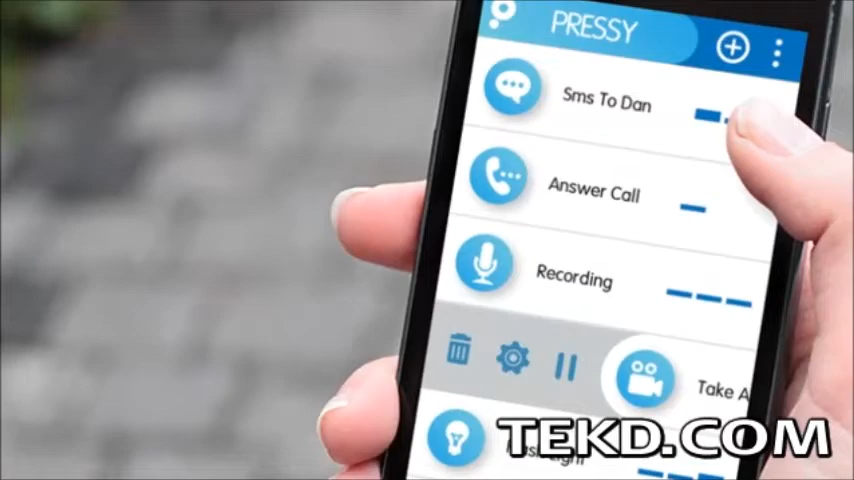 PRESSY
Sms To Dan
Answer Call
Recording
Take A
TEKD.COM